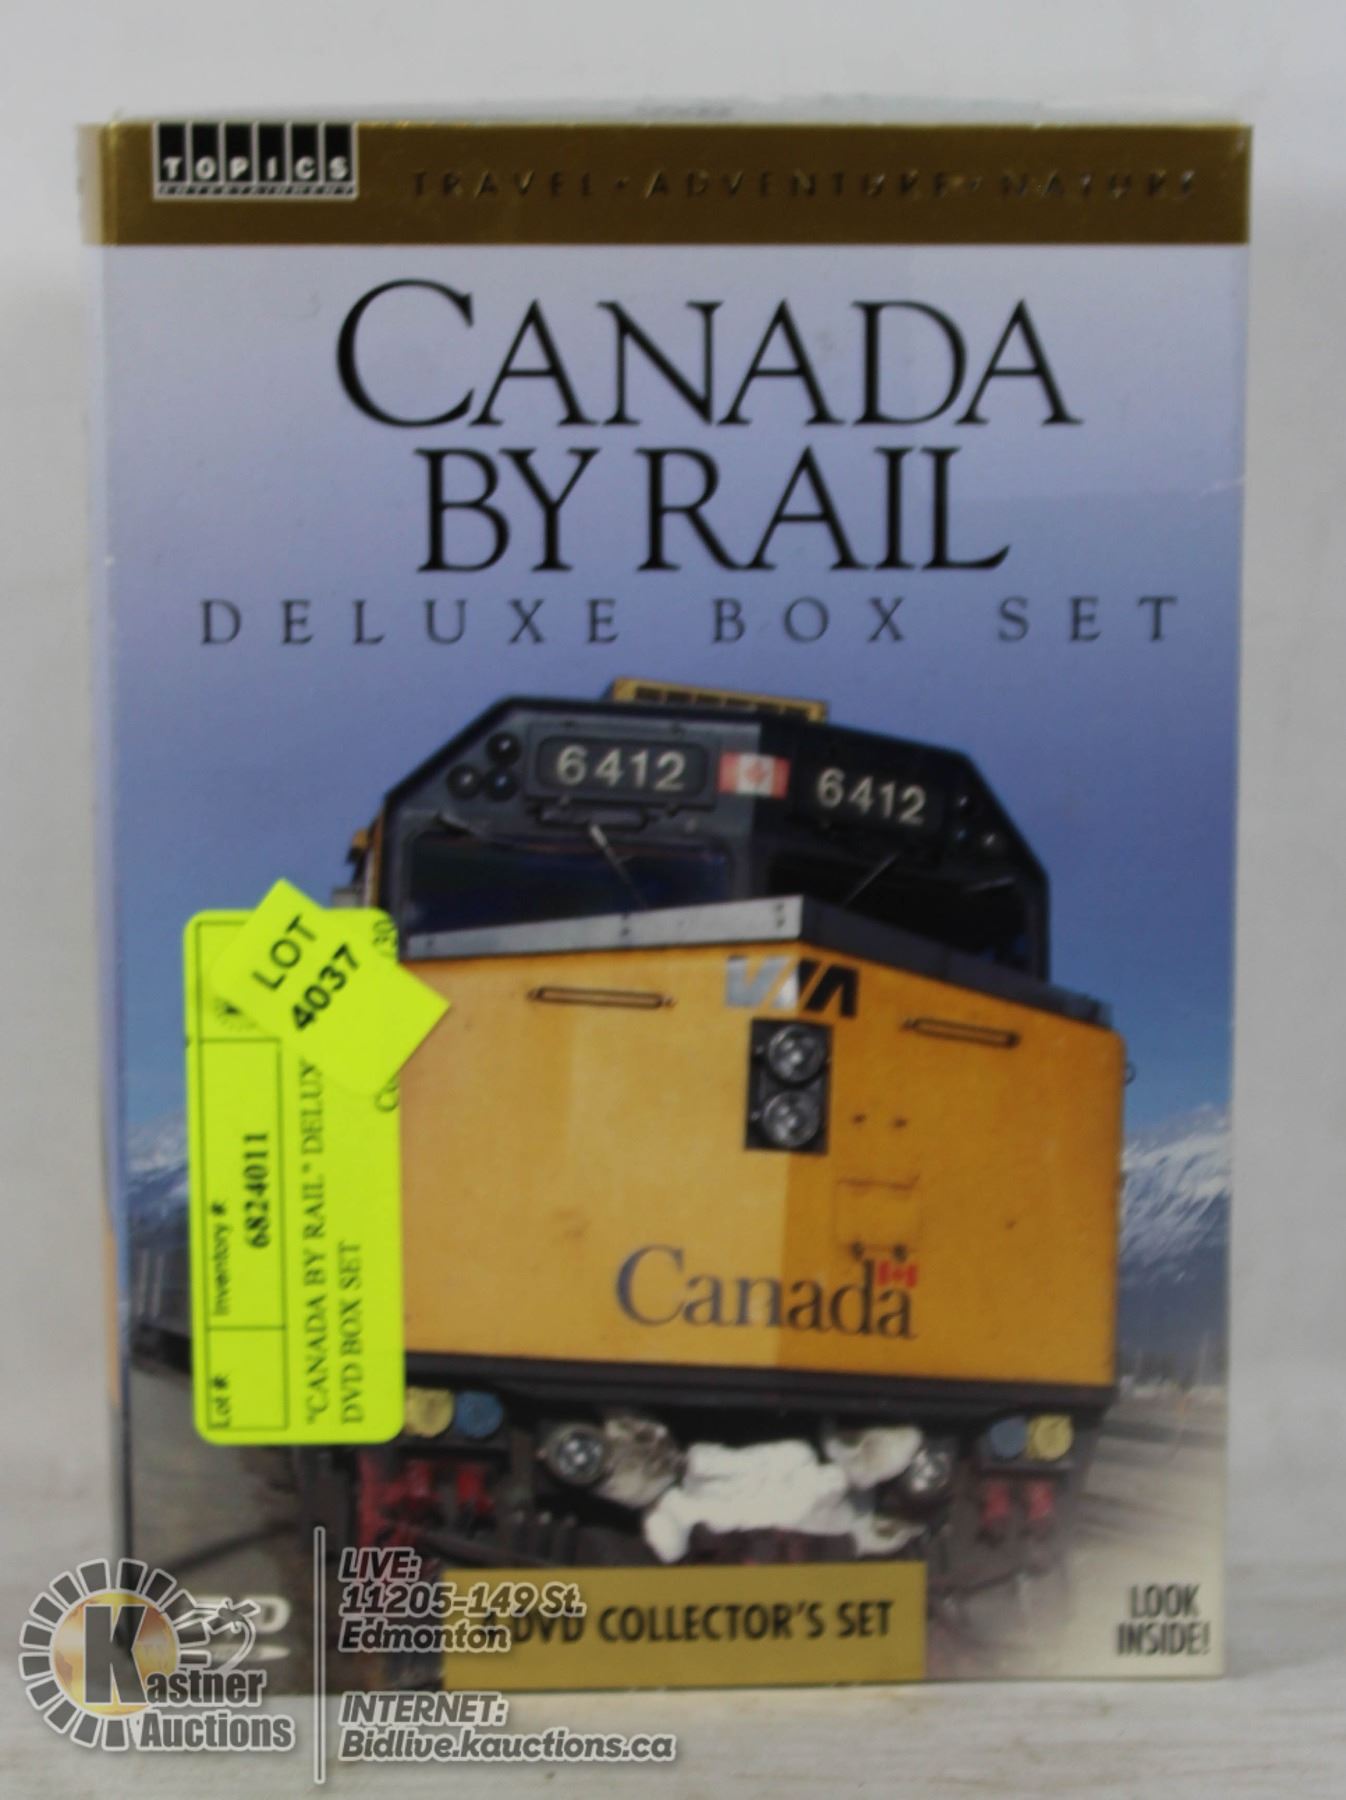 TOPICS
ENTERTAINMENT
TRAVEL • ADVENTURE • NATURE
CANADA
BY RAIL
DELUXE BOX SET
6412
6412
VIA
Canada
LOT
4037
Lot #:
Inventory #:
6824011
"CANADA BY RAIL" DELUX
DVD BOX SET
DVD COLLECTOR'S SET
LOOK
INSIDE!
Kastner
Auctions
LIVE:
11205-149 St.
Edmonton
INTERNET:
Bidlive.kauctions.ca